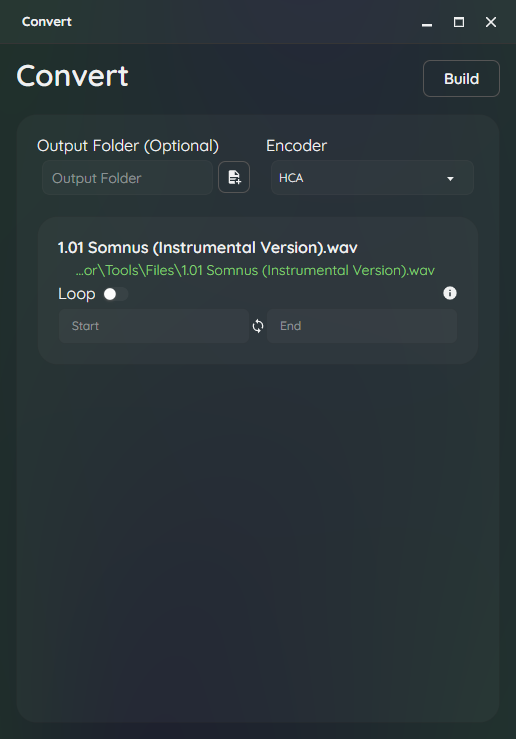 Convert
Convert
Build
Output Folder (Optional)
Encoder
Output Folder
HCA
1.01 Somnus (Instrumental Version).wav
...or\Tools\Files\1.01 Somnus (Instrumental Version).wav
Loop
Start
End